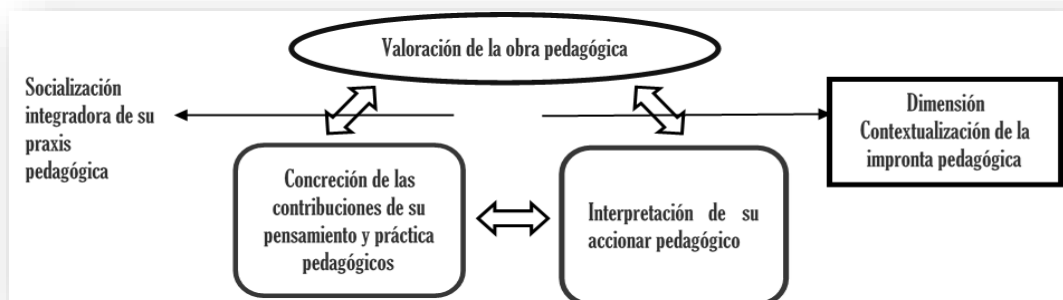 Valoración de la obra pedagógica
Socialización
integradora de su
praxis
pedagógica
Dimensión
Contextualización de la
impronta pedagógica
Concreción de las
contribuciones de su
pensamiento y práctica
pedagógicos
Interpretación de su
accionar pedagógico